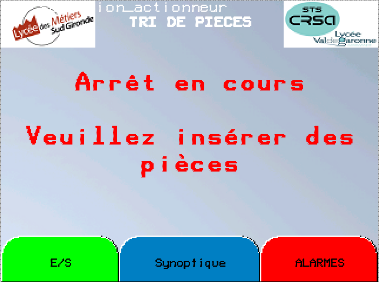 ion_actionneur
TRI DE PIECES
Lycée des Métiers
Sud Gironde
STS
CRSA
Lycée
Val de Garonne
Arrêt en cours
Veuillez insérer des
pièces
E/S
Synoptique
ALARMES